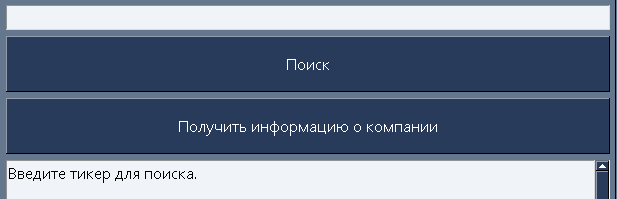 Поиск
Получить информацию о компании
Введите тикер для поиска.